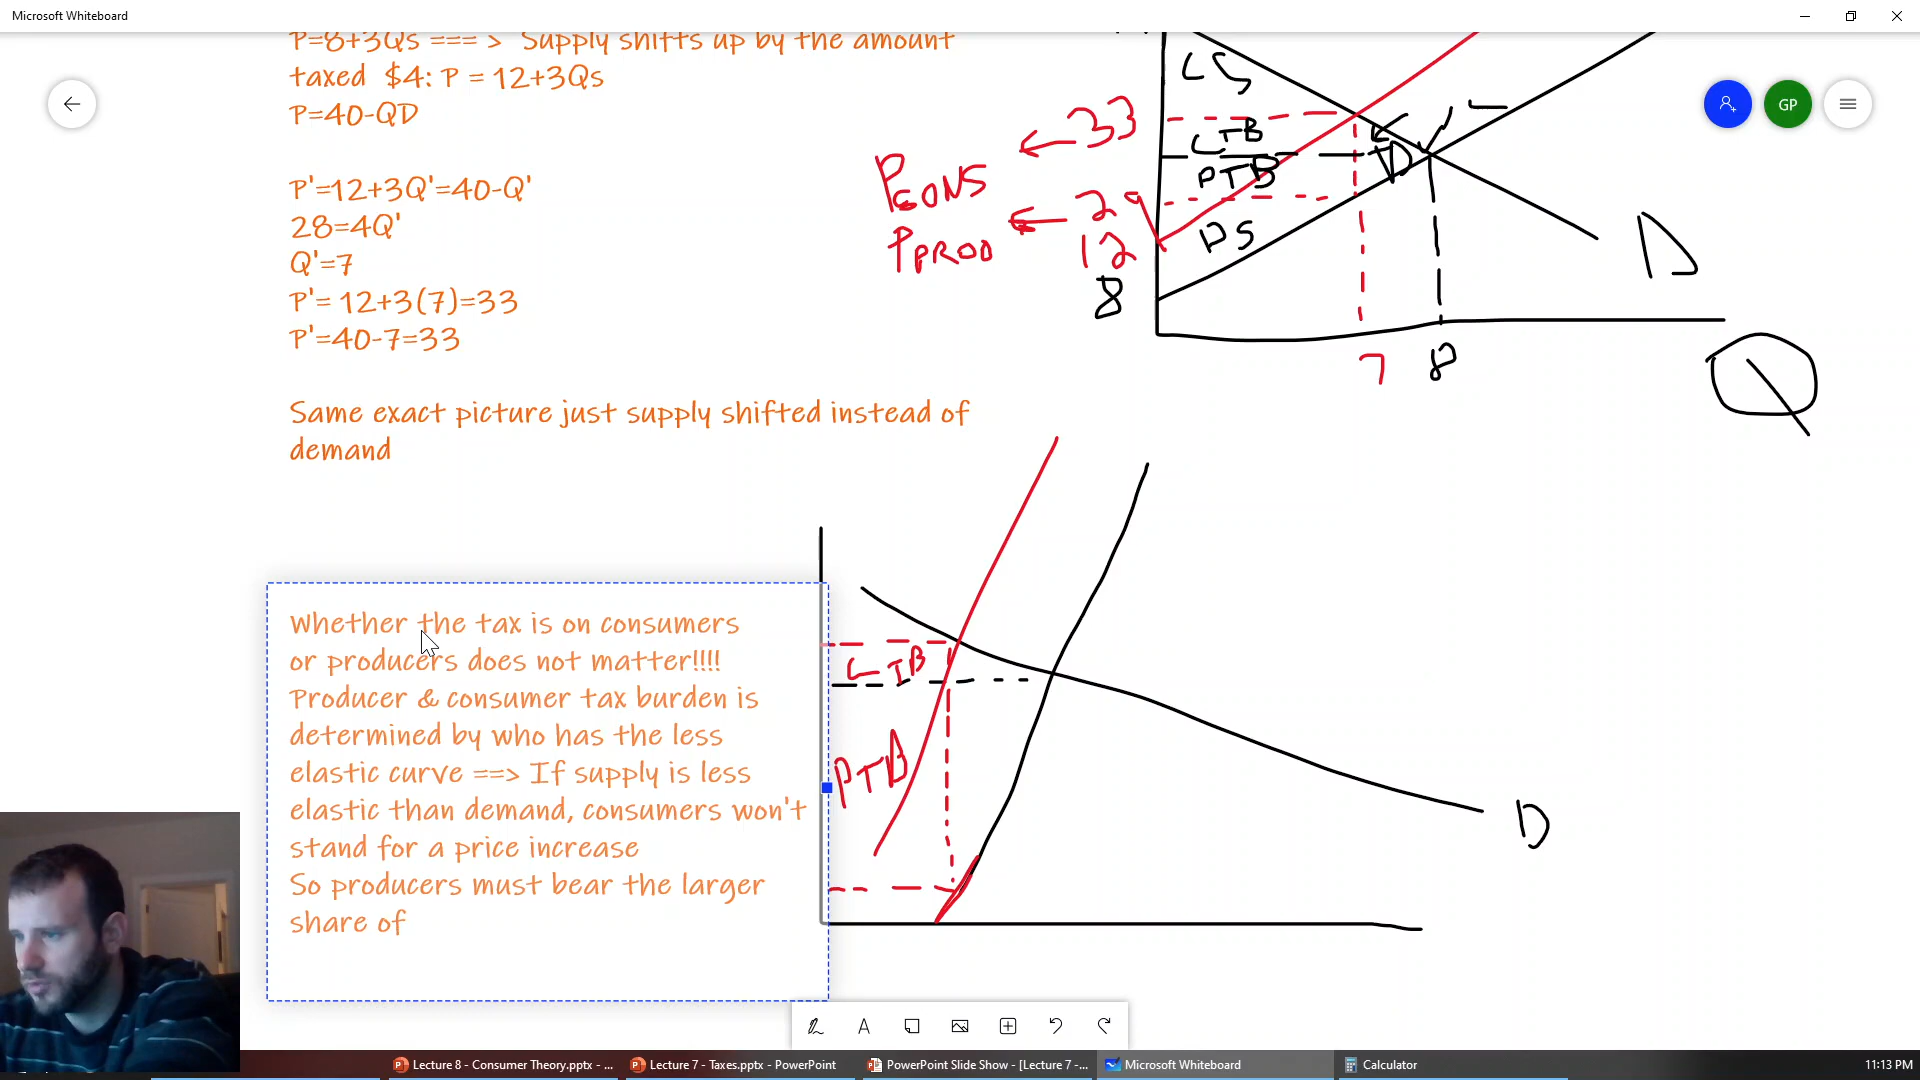 Microsoft Whiteboard
P=8+3Qs === > Supply shifts up by the amount
taxed $4: P = 12+3Qs
P=40-QD
P'=12+3Q'=40-Q'
28=4Q'
Q'=7
P'= 12+3(7)=33
P'=40-7=33
Same exact picture just supply shifted instead of
demand
CS
33
CTB
PTB
PCONS
29
PPROD
12
PS
8
D
7
8
Q
GP
Whether the tax is on consumers
or producers does not matter!!!!
Producer & consumer tax burden is
determined by who has the less
elastic curve ==> If supply is less
elastic than demand, consumers won't
stand for a price increase
So producers must bear the larger
share of
CTB
PTB
D
Lecture 8 - Consumer Theory.pptx - ...
Lecture 7 - Taxes.pptx - PowerPoint
PowerPoint Slide Show - [Lecture 7 -...
Microsoft Whiteboard
Calculator
11:13 PM